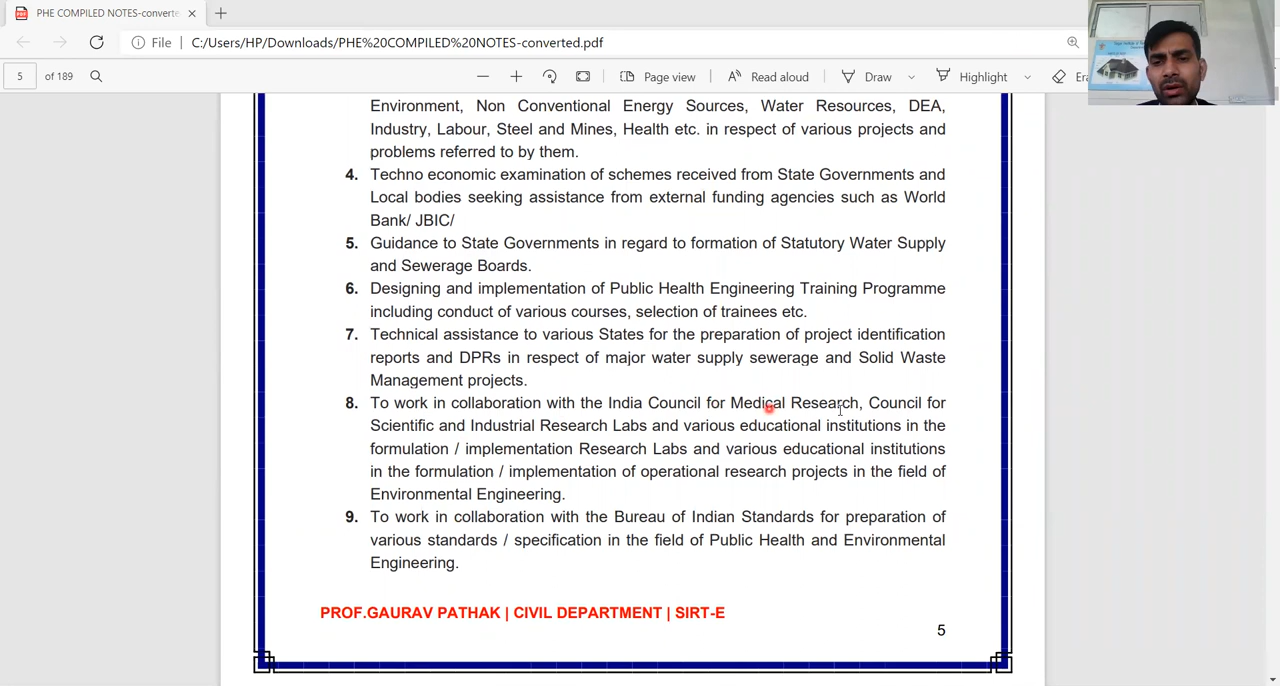 PHE COMPILED NOTES-converte
File
C:/Users/HP/Downloads/PHE%20COMPILED%20NOTES-converted.pdf
5 of 189
Page view
Read aloud
Draw
Highlight
Environment, Non Conventional Energy Sources, Water Resources, DEA,
Industry, Labour, Steel and Mines, Health etc. in respect of various projects and
problems referred to by them.
4. Techno economic examination of schemes received from State Governments and
Local bodies seeking assistance from external funding agencies such as World
Bank/ JBIC/
5. Guidance to State Governments in regard to formation of Statutory Water Supply
and Sewerage Boards.
6. Designing and implementation of Public Health Engineering Training Programme
including conduct of various courses, selection of trainees etc.
7. Technical assistance to various States for the preparation of project identification
reports and DPRs in respect of major water supply sewerage and Solid Waste
Management projects.
8. To work in collaboration with the India Council for Medical Research, Council for
Scientific and Industrial Research Labs and various educational institutions in the
formulation / implementation Research Labs and various educational institutions
in the formulation / implementation of operational research projects in the field of
Environmental Engineering.
9. To work in collaboration with the Bureau of Indian Standards for preparation of
various standards / specification in the field of Public Health and Environmental
Engineering.
PROF.GAURAV PATHAK | CIVIL DEPARTMENT | SIRT-E
5